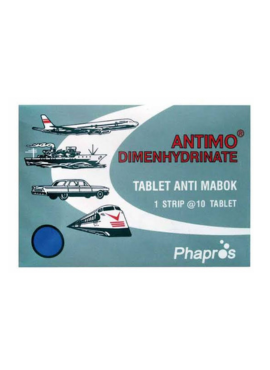 ANTIMO®
DIMENHYDRINATE
TABLET ANTI MABOK
1 STRIP @ 10 TABLET
Phapros